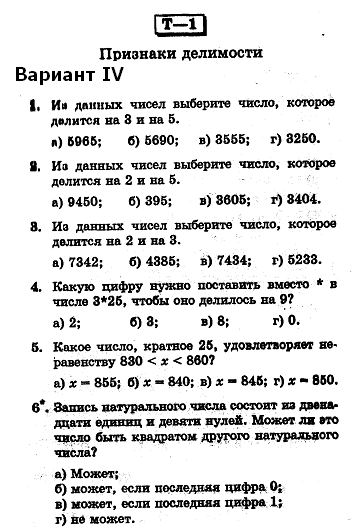 Т—1
Признаки делимости
Вариант IV
1. Из данных чисел выберите число, которое
делится на 3 и на 5.
а) 5965; б) 5690; в) 3555; г) 3250.
2. Из данных чисел выберите число, которое
делится на 2 и на 5.
а) 9450; б) 395; в) 3605; г) 3404.
3. Из данных чисел выберите число, которое
делится на 2 и на 3.
а) 7342; б) 4385; в) 7434; г) 5233.
4. Какую цифру нужно поставить вместо * в
числе 3*25, чтобы оно делилось на 9?
а) 2; б) 3; в) 8; г) 0.
5. Какое число, кратное 25, удовлетворяет не-
равенству 830 < x < 860?
а) x = 855; б) x = 840; в) x = 845; г) x = 850.
6*. Запись натурального числа состоит из двена-
дцати единиц и девяти нулей. Может ли это
число быть квадратом другого натурального
числа?
а) Может;
б) может, если последняя цифра 0;
в) может, если последняя цифра 1;
г) не может.